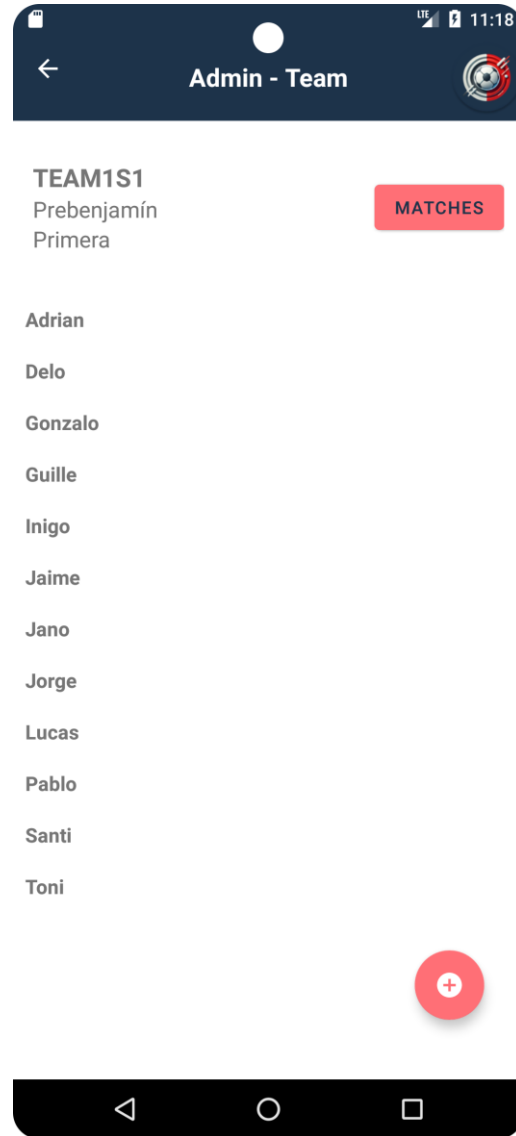 LTE 11:18
Admin - Team
TEAM1S1
Prebenjamín
Primera
MATCHES
Adrian
Delo
Gonzalo
Guille
Inigo
Jaime
Jano
Jorge
Lucas
Pablo
Santi
Toni